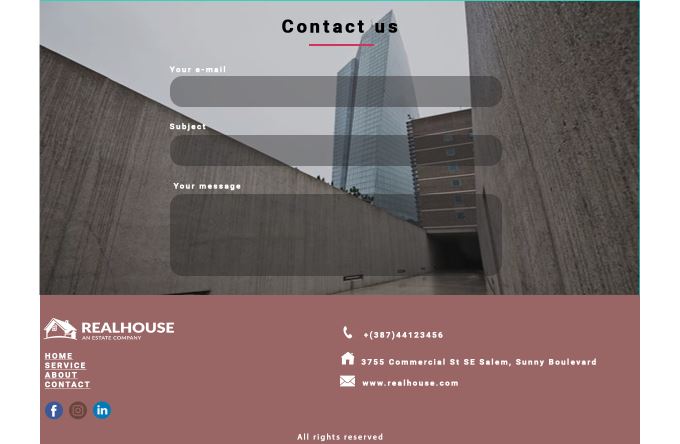 Contact us
Your e-mail
Subject
Your message
REALHOUSE
AN ESTATE COMPANY
HOME
SERVICE
ABOUT
CONTACT
+(387)44123456
3755 Commercial St SE Salem, Sunny Boulevard
www.realhouse.com
All rights reserved